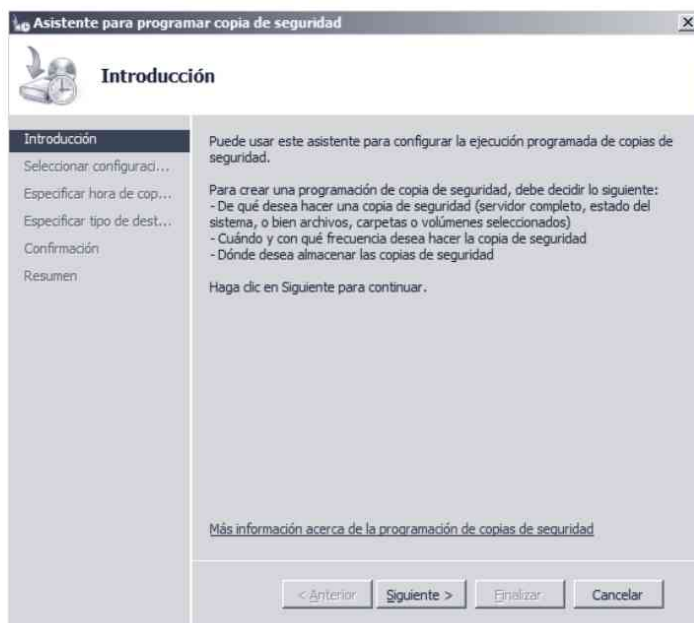 Asistente para programar copia de seguridad
Introducción
Introducción
Seleccionar configuraci...
Especificar hora de cop...
Especificar tipo de dest...
Confirmación
Resumen
Puede usar este asistente para configurar la ejecución programada de copias de
seguridad.
Para crear una programación de copia de seguridad, debe decidir lo siguiente:
- De qué desea hacer una copia de seguridad (servidor completo, estado del
sistema, o bien archivos, carpetas o volúmenes seleccionados)
- Cuándo y con qué frecuencia desea hacer la copia de seguridad
- Dónde desea almacenar las copias de seguridad
Haga clic en Siguiente para continuar.
Más información acerca de la programación de copias de seguridad
< Anterior
Siguiente >
Finalizar
Cancelar